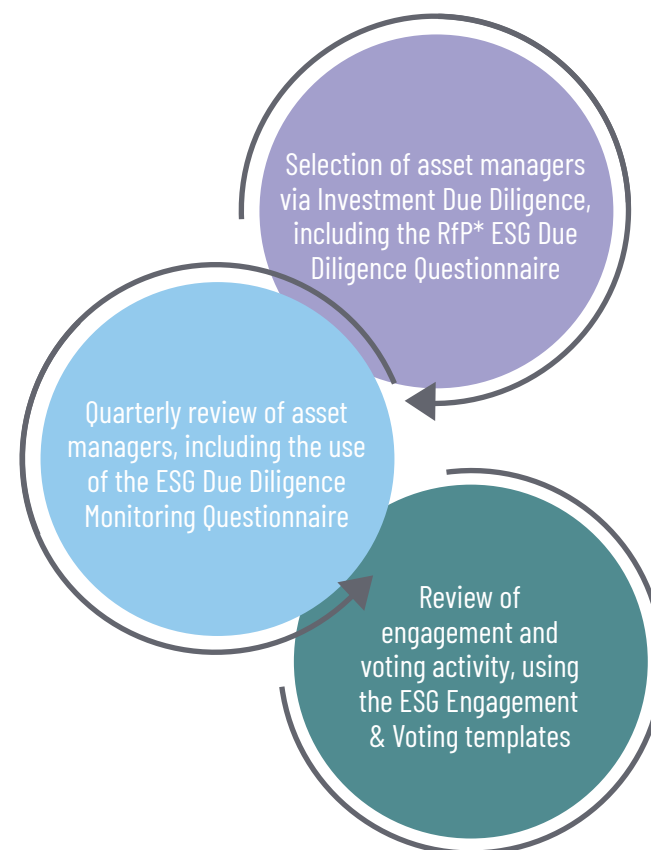 Selection of asset managers
via Investment Due Diligence,
including the RfP* ESG Due
Diligence Questionnaire
Quarterly review of asset
managers, including the use
of the ESG Due Diligence
Monitoring Questionnaire
Review of
engagement and
voting activity, using
the ESG Engagement
& Voting templates